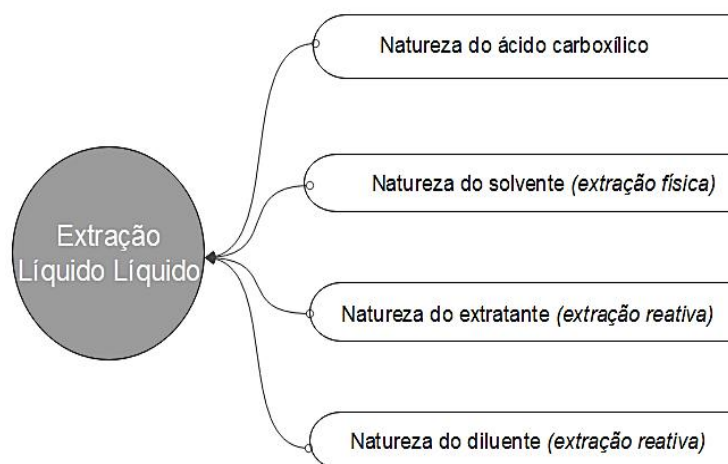 Natureza do ácido carboxílico
Natureza do solvente (extração física)
Extração
Líquido Líquido
Natureza do extratante (extração reativa)
Natureza do diluente (extração reativa)